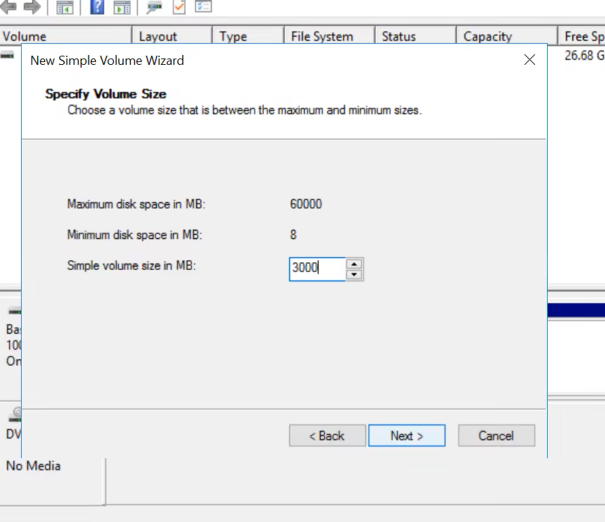 Volume Layout Type File System Status Capacity Free Sp
New Simple Volume Wizard
26.68 G
Specify Volume Size
Choose a volume size that is between the maximum and minimum sizes.
Maximum disk space in MB: 60000
Minimum disk space in MB: 8
Simple volume size in MB: 3000
Ba
100
On
< Back Next > Cancel
DV
No Media